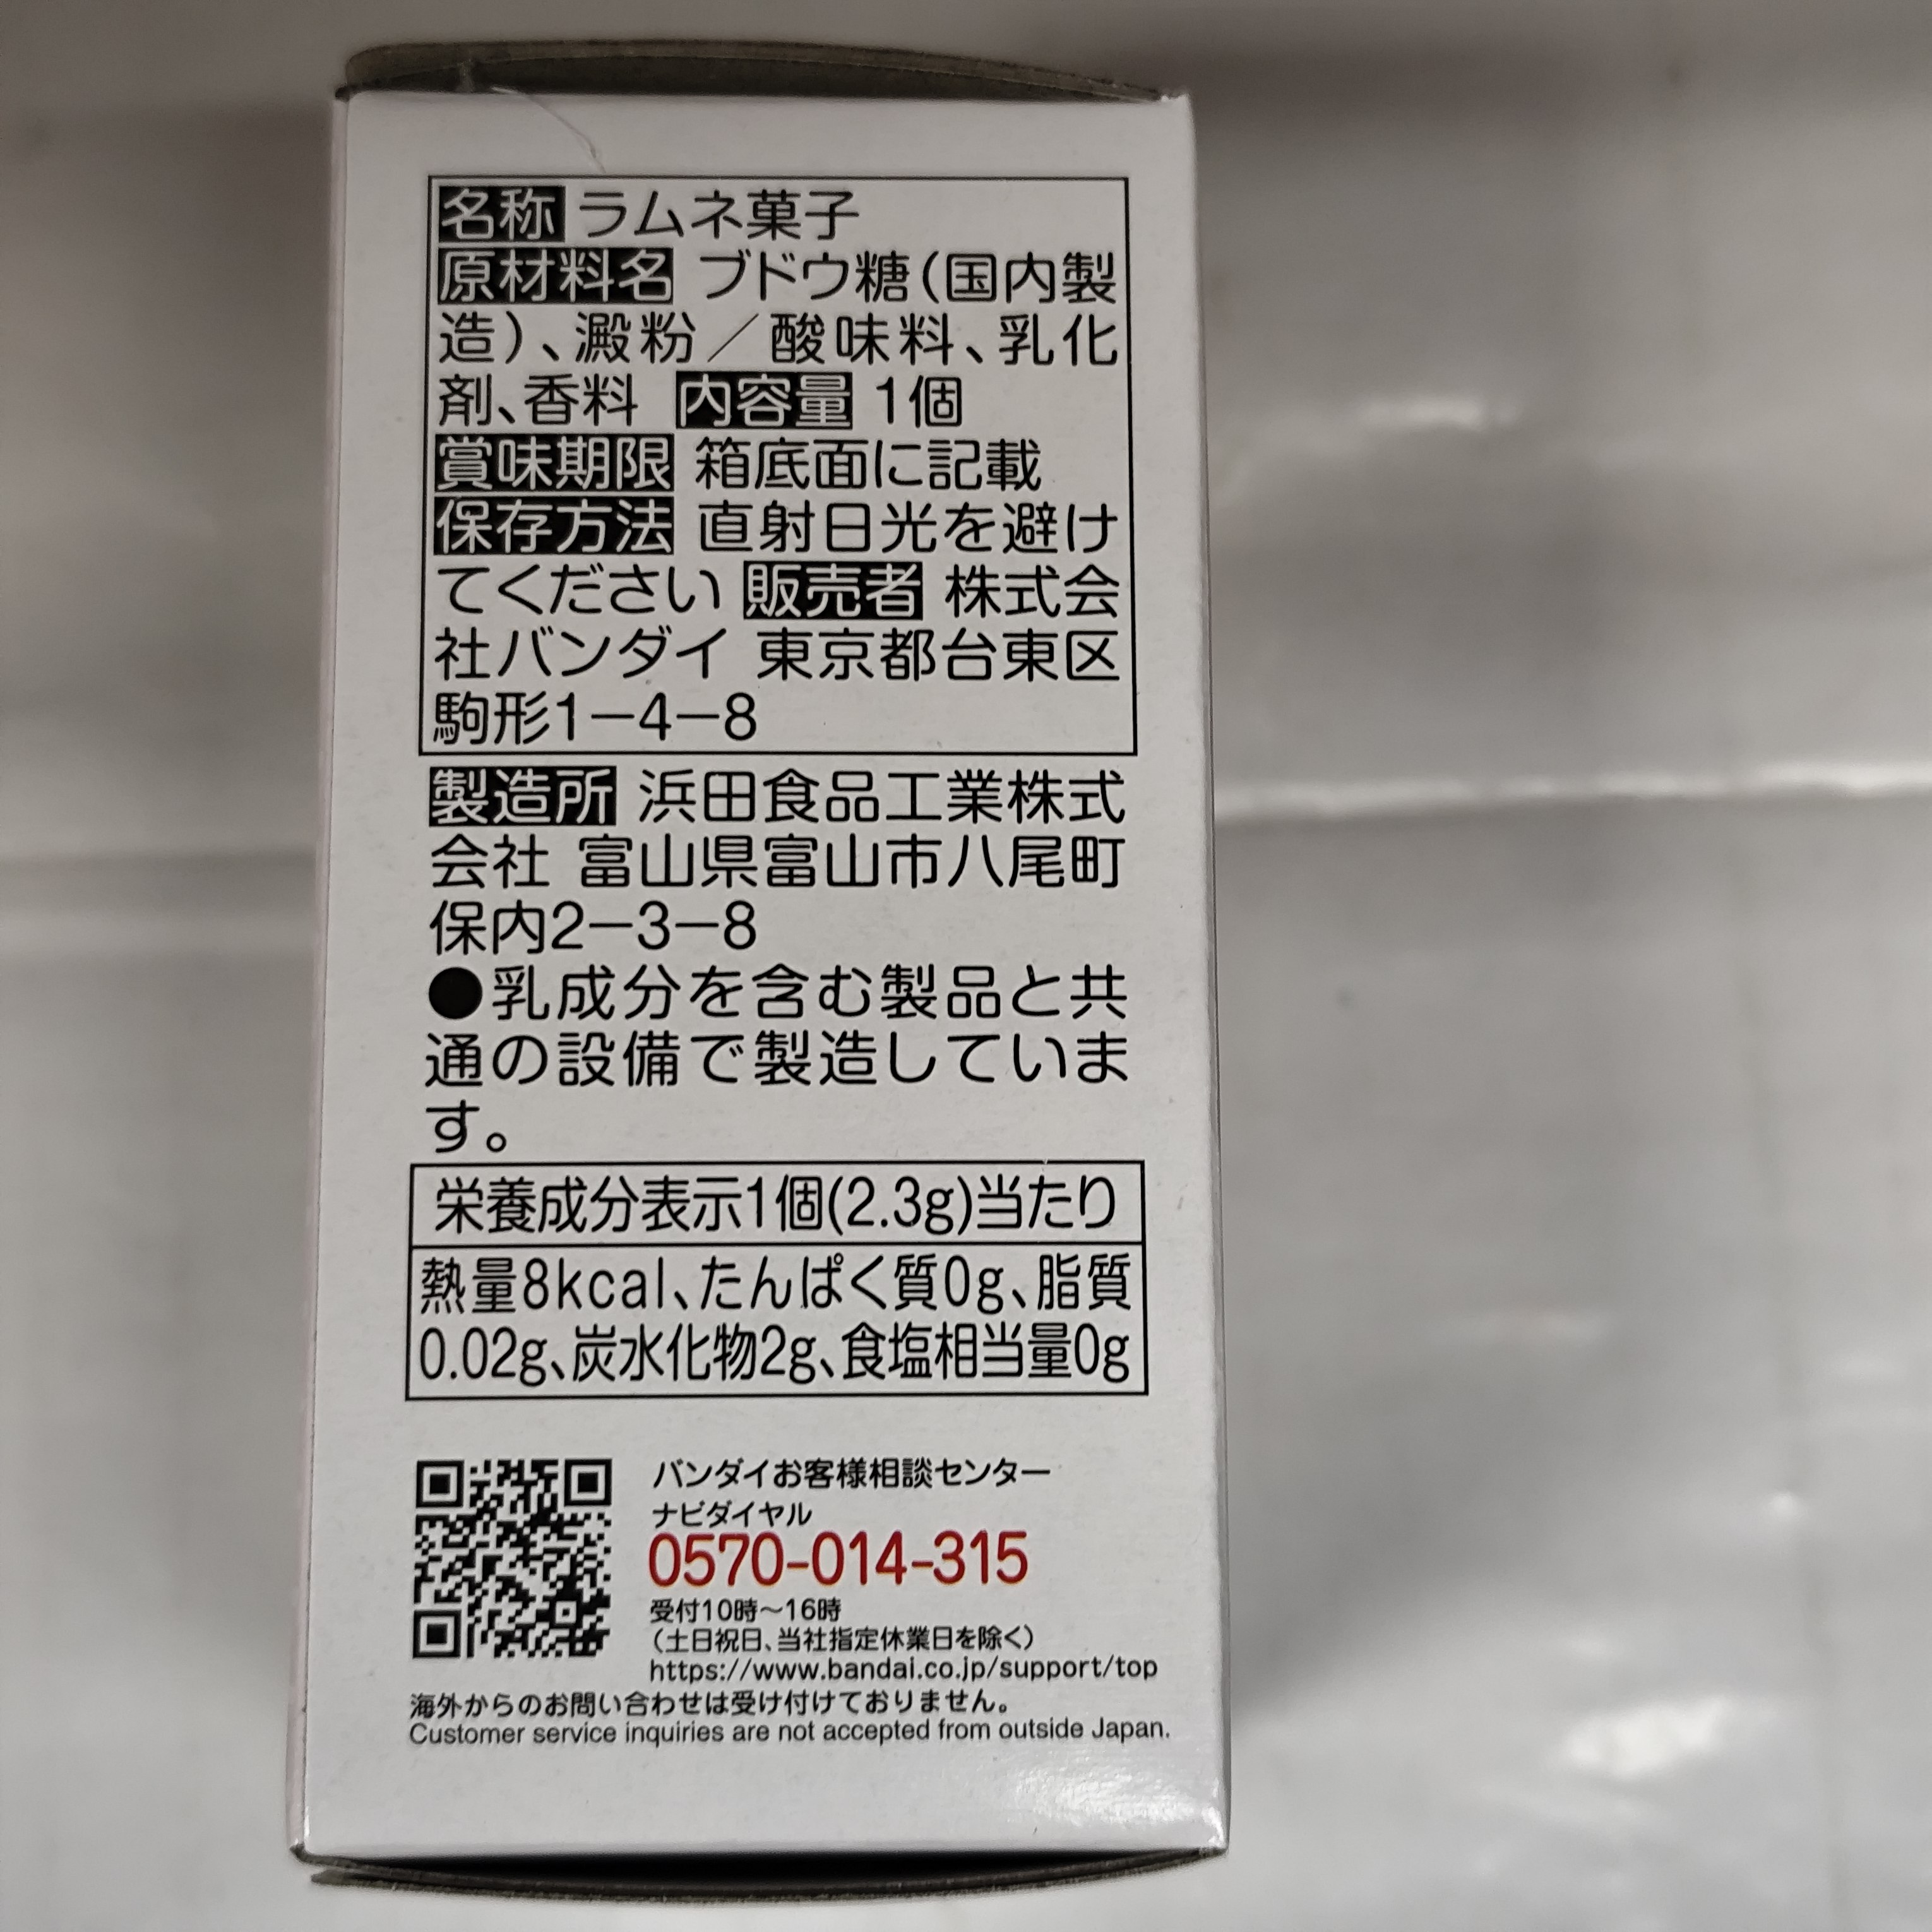 名称 ラムネ菓子
原材料名 ブドウ糖(国内製
造)、澱粉／酸味料、乳化
剤、香料 内容量 1個
賞味期限 箱底面に記載
保存方法 直射日光を避け
てください 販売者 株式会
社バンダイ 東京都台東区
駒形1－4－8
製造所 浜田食品工業株式
会社 富山県富山市八尾町
保内2－3－8
●乳成分を含む製品と共
通の設備で製造していま
す。
栄養成分表示1個(2.3g)当たり
熱量8kcal、たんぱく質0g、脂質
0.02g、炭水化物2g、食塩相当量0g
バンダイお客様相談センター
ナビダイヤル
0570-014-315
受付10時～16時
(土日祝日、当社指定休業日を除く)
https://www.bandai.co.jp/support/top
海外からのお問い合わせは受け付けておりません。
Customer service inquiries are not accepted from outside Japan.